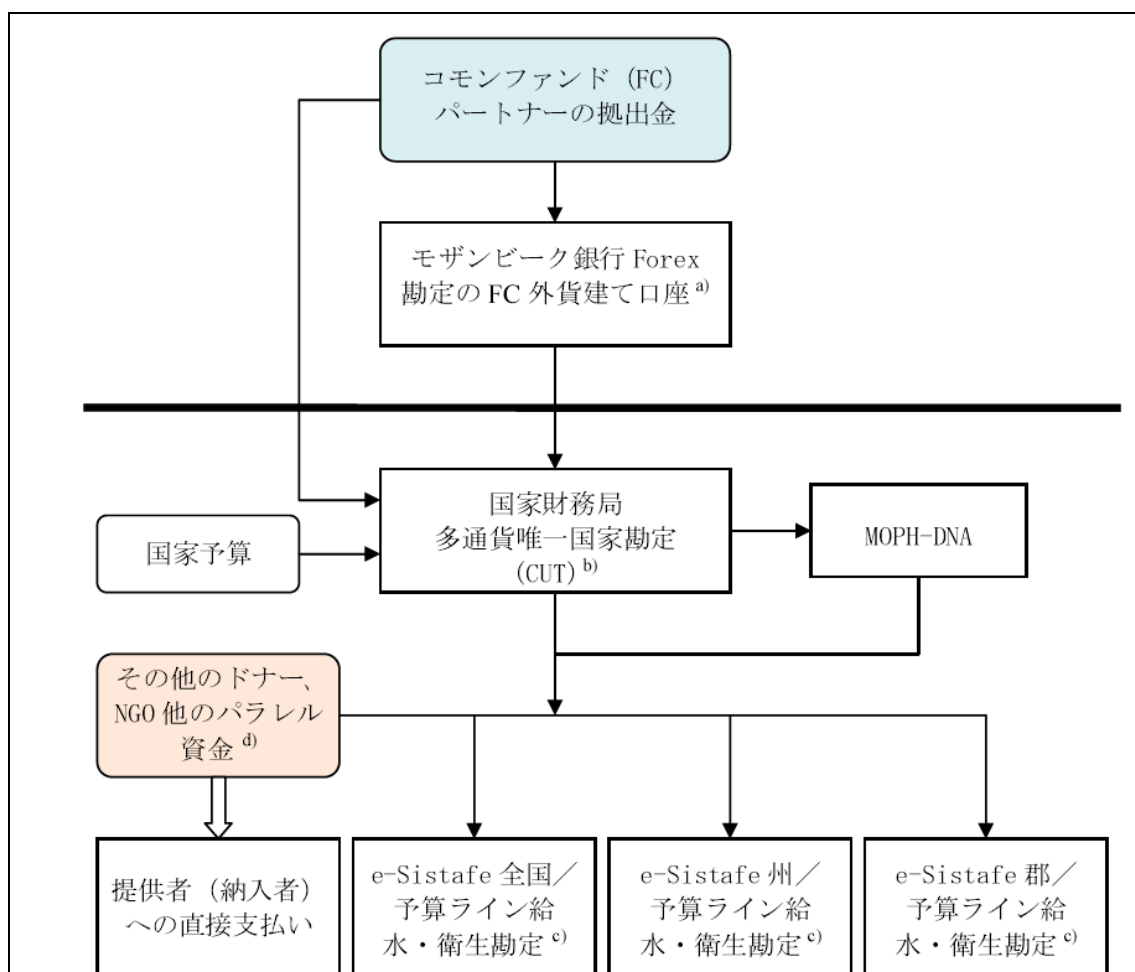 コモンファンド (FC)
パートナーの拠出金
モザンビーク銀行 Forex
勘定の FC 外貨建て口座 a)
国家予算
国家財務局
多通貨唯一国家勘定
(CUT) b)
MOPH-DNA
その他のドナー、
NGO 他のパラレル
資金 d)
提供者（納入者）
への直接支払い
e-Sistafe 全国／
予算ライン給
水・衛生勘定 c)
e-Sistafe 州／
予算ライン給
水・衛生勘定 c)
e-Sistafe 郡／
予算ライン給
水・衛生勘定 c)